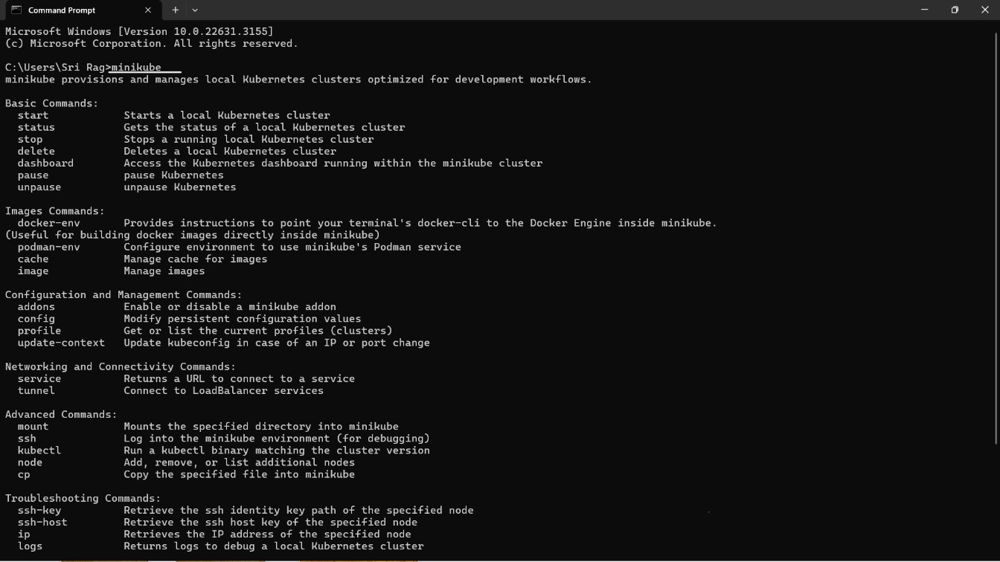 Command Prompt
Microsoft Windows [Version 10.0.22631.3155]
(c) Microsoft Corporation. All rights reserved.
C:\Users\Sri Rag>minikube
minikube provisions and manages local Kubernetes clusters optimized for development workflows.
Basic Commands:
start Starts a local Kubernetes cluster
status Gets the status of a local Kubernetes cluster
stop Stops a running local Kubernetes cluster
delete Deletes a local Kubernetes cluster
dashboard Access the Kubernetes dashboard running within the minikube cluster
pause pause Kubernetes
unpause unpause Kubernetes
Images Commands:
docker-env Provides instructions to point your terminal's docker-cli to the Docker Engine inside minikube.
(Useful for building docker images directly inside minikube)
podman-env Configure environment to use minikube's Podman service
cache Manage cache for images
image Manage images
Configuration and Management Commands:
addons Enable or disable a minikube addon
config Modify persistent configuration values
profile Get or list the current profiles (clusters)
update-context Update kubeconfig in case of an IP or port change
Networking and Connectivity Commands:
service Returns a URL to connect to a service
tunnel Connect to LoadBalancer services
Advanced Commands:
mount Mounts the specified directory into minikube
ssh Log into the minikube environment (for debugging)
kubectl Run a kubectl binary matching the cluster version
node Add, remove, or list additional nodes
cp Copy the specified file into minikube
Troubleshooting Commands:
ssh-key Retrieve the ssh identity key path of the specified node
ssh-host Retrieve the ssh host key of the specified node
ip Retrieves the IP address of the specified node
logs Returns logs to debug a local Kubernetes cluster